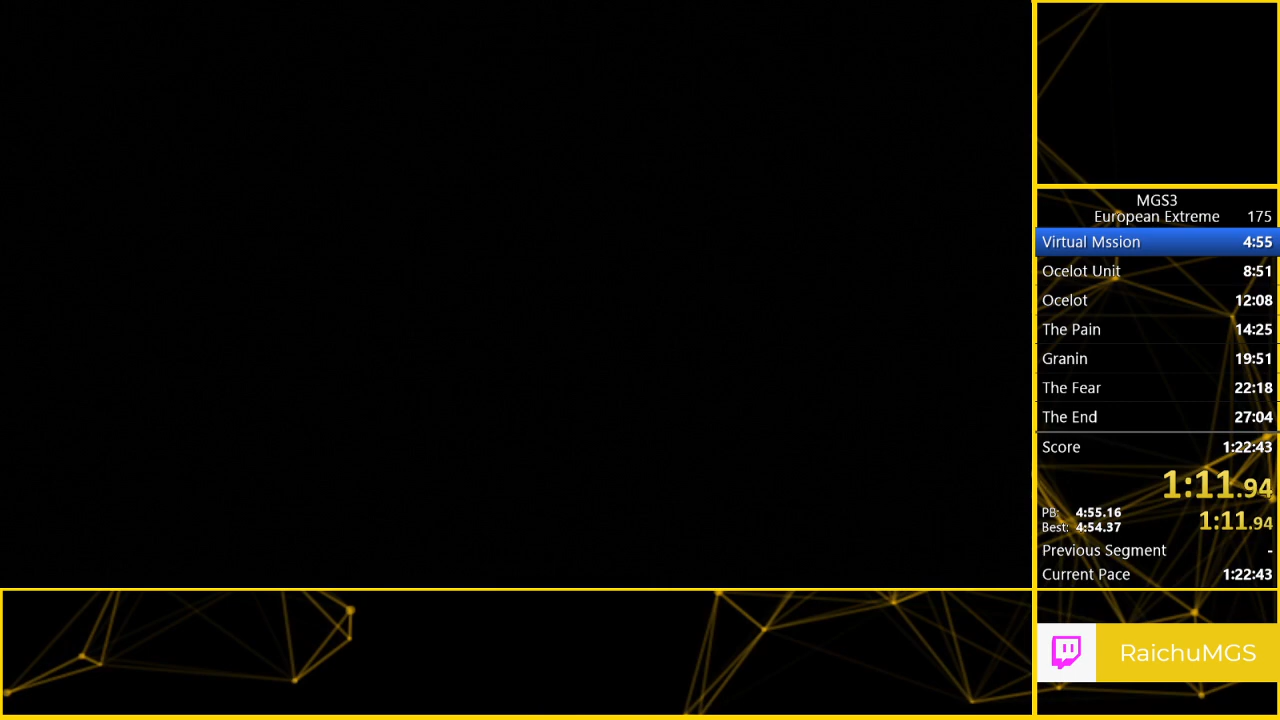 MGS3
European Extreme 175
Virtual Mssion 4:55
Ocelot Unit 8:51
Ocelot 12:08
The Pain 14:25
Granin 19:51
The Fear 22:18
The End 27:04
Score 1:22:43
1:11.94
PB: 4:55.16
Best: 4:54.37
1:11.94
Previous Segment -
Current Pace 1:22:43
RaichuMGS